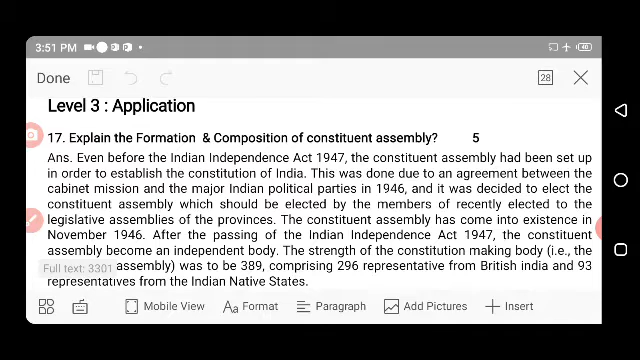 3:51 PM
40
Done
28
Level 3 : Application
17. Explain the Formation & Composition of constituent assembly? 5
Ans. Even before the Indian Independence Act 1947, the constituent assembly had been set up
in order to establish the constitution of India. This was done due to an agreement between the
cabinet mission and the major Indian political parties in 1946, and it was decided to elect the
constituent assembly which should be elected by the members of recently elected to the
legislative assemblies of the provinces. The constituent assembly has come into existence in
November 1946. After the passing of the Indian Independence Act 1947, the constituent
assembly become an independent body. The strength of the constitution making body (i.e., the
Full text: 3301 assembly) was to be 389, comprising 296 representative from British india and 93
representatives from the Indian Native States.
Mobile View
Aa Format
Paragraph
Add Pictures
Insert